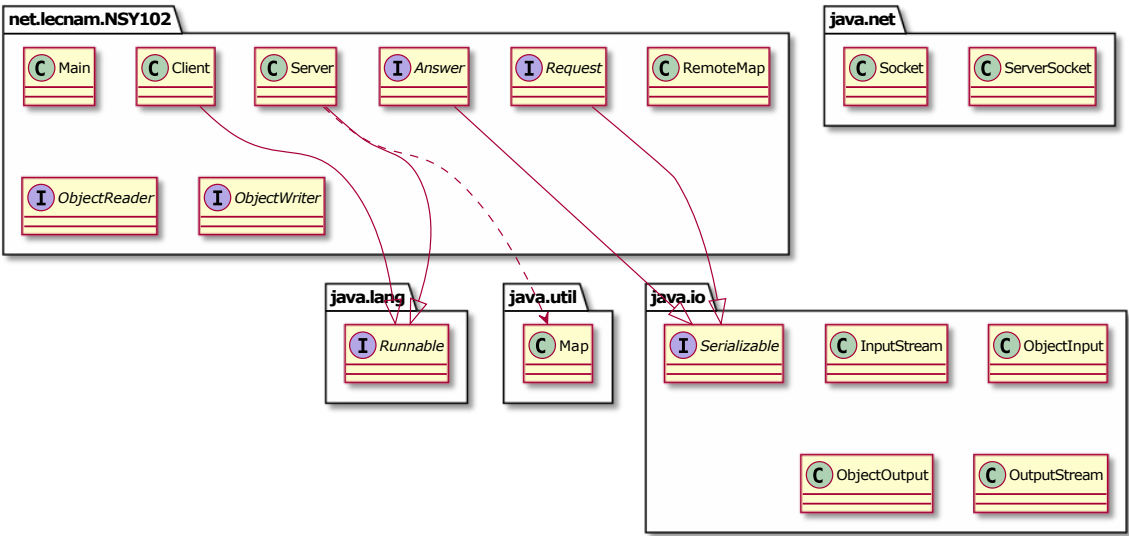 net.lecnam.NSY102
java.net
C Main
C Client
C Server
I Answer
I Request
C RemoteMap
C Socket
C ServerSocket
I ObjectReader
I ObjectWriter
java.lang
java.util
java.io
I Runnable
C Map
I Serializable
C InputStream
C ObjectInput
C ObjectOutput
C OutputStream